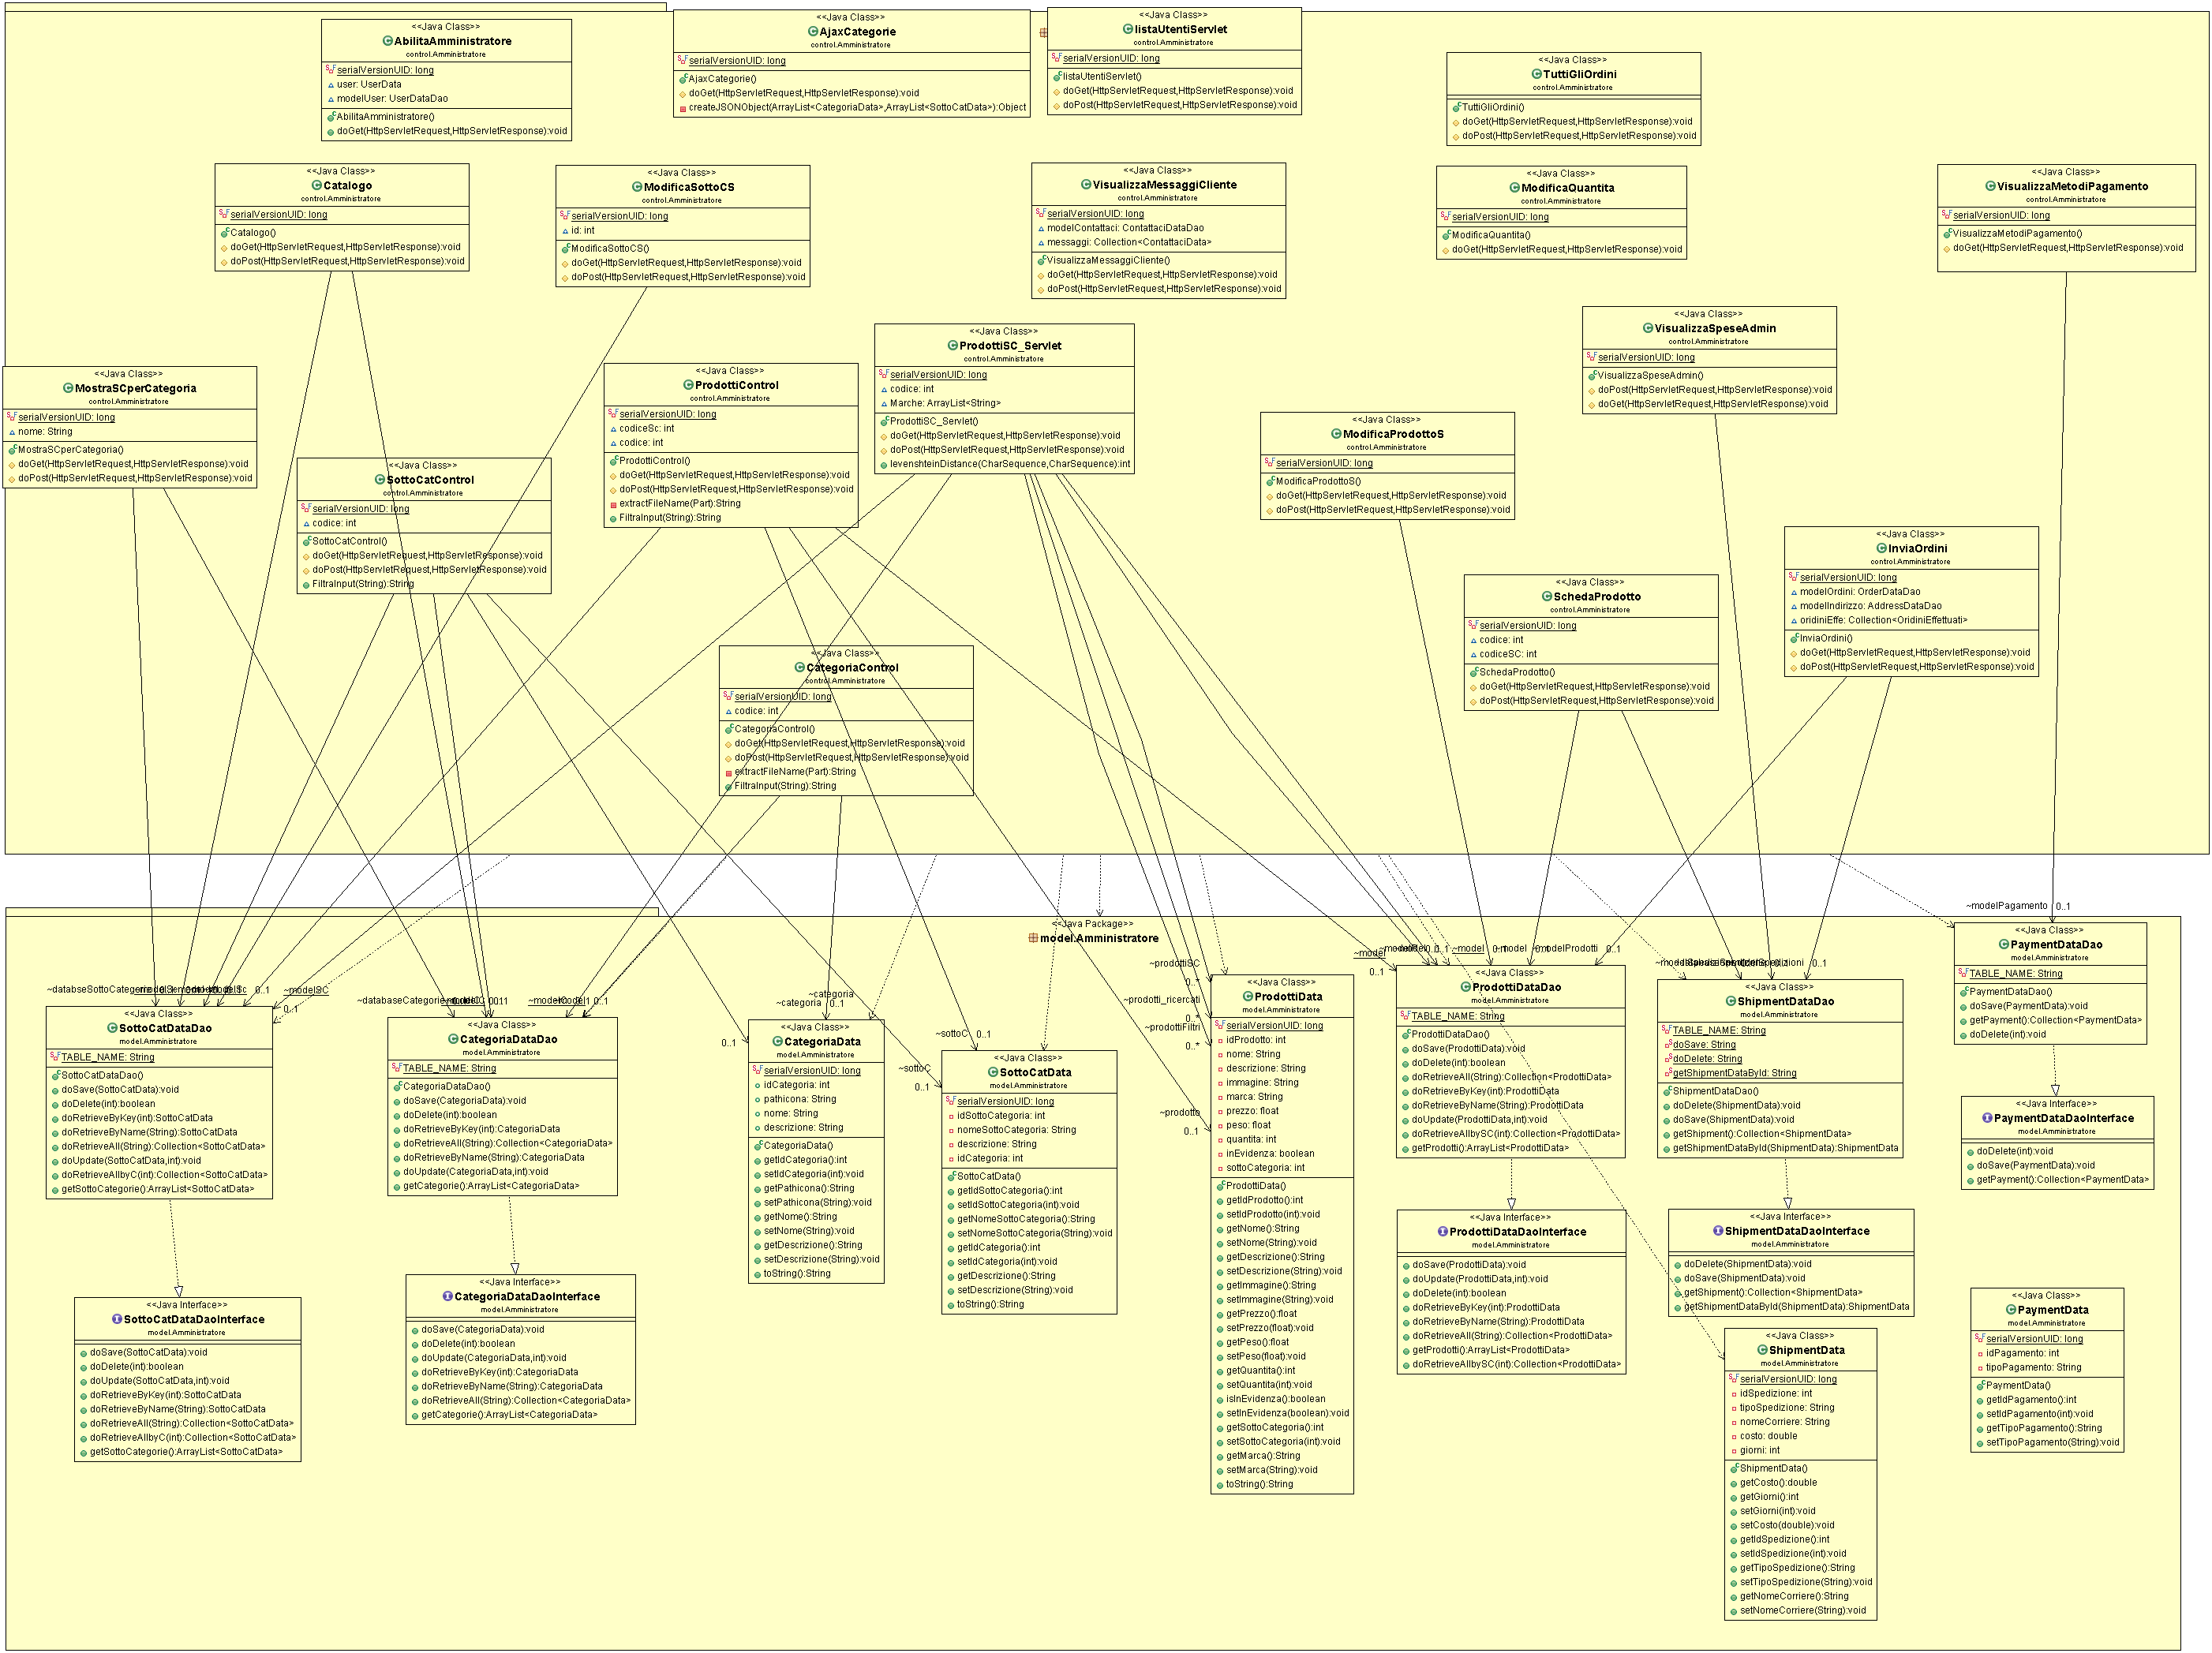 <<Java Class>>
AbilitaAmministratore
control.Amministratore
serialVersionUID: long
user: UserData
modelUser: UserDataDao
AbilitaAmministratore()
doGet(HttpServletRequest,HttpServletResponse):void
<<Java Class>>
AjaxCategorie
control.Amministratore
serialVersionUID: long
AjaxCategorie()
doGet(HttpServletRequest,HttpServletResponse):void
createJSONObject(ArrayList<CategoriaData>,ArrayList<SottoCatData>):Object
<<Java Class>>
listaUtentiServlet
control.Amministratore
serialVersionUID: long
listaUtentiServlet()
doGet(HttpServletRequest,HttpServletResponse):void
doPost(HttpServletRequest,HttpServletResponse):void
<<Java Class>>
TuttiGliOrdini
control.Amministratore
TuttiGliOrdini()
doGet(HttpServletRequest,HttpServletResponse):void
doPost(HttpServletRequest,HttpServletResponse):void
<<Java Class>>
Catalogo
control.Amministratore
serialVersionUID: long
Catalogo()
doGet(HttpServletRequest,HttpServletResponse):void
doPost(HttpServletRequest,HttpServletResponse):void
<<Java Class>>
ModificaSottoCS
control.Amministratore
serialVersionUID: long
id: int
ModificaSottoCS()
doGet(HttpServletRequest,HttpServletResponse):void
doPost(HttpServletRequest,HttpServletResponse):void
<<Java Class>>
VisualizzaMessaggiCliente
control.Amministratore
serialVersionUID: long
modelContattaci: ContattaciDataDao
messaggi: Collection<ContattaciData>
VisualizzaMessaggiCliente()
doGet(HttpServletRequest,HttpServletResponse):void
doPost(HttpServletRequest,HttpServletResponse):void
<<Java Class>>
ModificaQuantita
control.Amministratore
serialVersionUID: long
ModificaQuantita()
doGet(HttpServletRequest,HttpServletResponse):void
<<Java Class>>
VisualizzaMetodiPagamento
control.Amministratore
serialVersionUID: long
VisualizzaMetodiPagamento()
doGet(HttpServletRequest,HttpServletResponse):void
<<Java Class>>
MostraSCperCategoria
control.Amministratore
serialVersionUID: long
nome: String
MostraSCperCategoria()
doGet(HttpServletRequest,HttpServletResponse):void
doPost(HttpServletRequest,HttpServletResponse):void
<<Java Class>>
SottoCatControl
control.Amministratore
serialVersionUID: long
codice: int
SottoCatControl()
doGet(HttpServletRequest,HttpServletResponse):void
doPost(HttpServletRequest,HttpServletResponse):void
FiltraInput(String):String
<<Java Class>>
ProdottiControl
control.Amministratore
serialVersionUID: long
codiceSc: int
codice: int
ProdottiControl()
doGet(HttpServletRequest,HttpServletResponse):void
doPost(HttpServletRequest,HttpServletResponse):void
extractFileName(Part):String
FiltraInput(String):String
<<Java Class>>
ProdottiSC_Servlet
control.Amministratore
serialVersionUID: long
codice: int
Marche: ArrayList<String>
ProdottiSC_Servlet()
doGet(HttpServletRequest,HttpServletResponse):void
doPost(HttpServletRequest,HttpServletResponse):void
levenshteinDistance(CharSequence,CharSequence):int
<<Java Class>>
VisualizzaSpeseAdmin
control.Amministratore
serialVersionUID: long
VisualizzaSpeseAdmin()
doPost(HttpServletRequest,HttpServletResponse):void
doGet(HttpServletRequest,HttpServletResponse):void
<<Java Class>>
ModificaProdottoS
control.Amministratore
serialVersionUID: long
ModificaProdottoS()
doGet(HttpServletRequest,HttpServletResponse):void
doPost(HttpServletRequest,HttpServletResponse):void
<<Java Class>>
InviaOrdini
control.Amministratore
serialVersionUID: long
modelOrdini: OrderDataDao
modelIndirizzo: AddressDataDao
oridiniEffe: Collection<OridiniEffettuati>
InviaOrdini()
doGet(HttpServletRequest,HttpServletResponse):void
doPost(HttpServletRequest,HttpServletResponse):void
<<Java Class>>
SchedaProdotto
control.Amministratore
serialVersionUID: long
codice: int
codiceSC: int
SchedaProdotto()
doGet(HttpServletRequest,HttpServletResponse):void
doPost(HttpServletRequest,HttpServletResponse):void
<<Java Class>>
CategoriaControl
control.Amministratore
serialVersionUID: long
codice: int
CategoriaControl()
doGet(HttpServletRequest,HttpServletResponse):void
doPost(HttpServletRequest,HttpServletResponse):void
extractFileName(Part):String
FiltraInput(String):String
<<Java Package>>
model.Amministratore
~modelPagamento 0..1
~databseSottoCategorie
0..1
~modelSC
0..1
~databaseCategorie
0..1
~categoria
~categoria 0..1
0..1
~sottoC 0..1
~sottoC
0..1
~prodottiSC
0..*
~prodotti_ricercati
0..*
~prodottiFiltri
0..*
~prodotto
0..1
~model
0..1
~model
~modelProdotti 0..1
0..1
<<Java Class>>
SottoCatDataDao
model.Amministratore
TABLE_NAME: String
SottoCatDataDao()
doSave(SottoCatData):void
doDelete(int):boolean
doRetrieveByKey(int):SottoCatData
doRetrieveByName(String):SottoCatData
doRetrieveAll(String):Collection<SottoCatData>
doUpdate(SottoCatData,int):void
doRetrieveAllbyC(int):Collection<SottoCatData>
getSottoCategorie():ArrayList<SottoCatData>
<<Java Class>>
CategoriaDataDao
model.Amministratore
TABLE_NAME: String
CategoriaDataDao()
doSave(CategoriaData):void
doDelete(int):boolean
doRetrieveByKey(int):CategoriaData
doRetrieveAll(String):Collection<CategoriaData>
doRetrieveByName(String):CategoriaData
doUpdate(CategoriaData,int):void
getCategorie():ArrayList<CategoriaData>
<<Java Class>>
CategoriaData
model.Amministratore
serialVersionUID: long
idCategoria: int
pathicona: String
nome: String
descrizione: String
CategoriaData()
getIdCategoria():int
setIdCategoria(int):void
getPathicona():String
setPathicona(String):void
getNome():String
setNome(String):void
getDescrizione():String
setDescrizione(String):void
toString():String
<<Java Class>>
SottoCatData
model.Amministratore
serialVersionUID: long
idSottoCategoria: int
nomeSottoCategoria: String
descrizione: String
idCategoria: int
SottoCatData()
getIdSottoCategoria():int
setIdSottoCategoria(int):void
getNomeSottoCategoria():String
setNomeSottoCategoria(String):void
getIdCategoria():int
setIdCategoria(int):void
getDescrizione():String
setDescrizione(String):void
toString():String
<<Java Class>>
ProdottiData
model.Amministratore
serialVersionUID: long
idProdotto: int
nome: String
descrizione: String
immagine: String
marca: String
prezzo: float
peso: float
quantita: int
inEvidenza: boolean
sottoCategoria: int
ProdottiData()
getIdProdotto():int
setIdProdotto(int):void
getNome():String
setNome(String):void
getDescrizione():String
setDescrizione(String):void
getImmagine():String
setImmagine(String):void
getPrezzo():float
setPrezzo(float):void
getPeso():float
setPeso(float):void
getQuantita():int
setQuantita(int):void
isInEvidenza():boolean
setInEvidenza(boolean):void
getSottoCategoria():int
setSottoCategoria(int):void
getMarca():String
setMarca(String):void
toString():String
<<Java Class>>
ProdottiDataDao
model.Amministratore
TABLE_NAME: String
ProdottiDataDao()
doSave(ProdottiData):void
doDelete(int):boolean
doRetrieveAll(String):Collection<ProdottiData>
doRetrieveByKey(int):ProdottiData
doRetrieveByName(String):ProdottiData
doUpdate(ProdottiData,int):void
doRetrieveAllbySC(int):Collection<ProdottiData>
getProdotti():ArrayList<ProdottiData>
<<Java Class>>
ShipmentDataDao
model.Amministratore
TABLE_NAME: String
doSave: String
doDelete: String
getShipmentDataById: String
ShipmentDataDao()
doDelete(ShipmentData):void
doSave(ShipmentData):void
getShipment():Collection<ShipmentData>
getShipmentDataById(ShipmentData):ShipmentData
<<Java Class>>
PaymentDataDao
model.Amministratore
TABLE_NAME: String
PaymentDataDao()
doSave(PaymentData):void
getPayment():Collection<PaymentData>
doDelete(int):void
<<Java Interface>>
PaymentDataDaoInterface
model.Amministratore
doDelete(int):void
doSave(PaymentData):void
getPayment():Collection<PaymentData>
<<Java Interface>>
ProdottiDataDaoInterface
model.Amministratore
doSave(ProdottiData):void
doUpdate(ProdottiData,int):void
doDelete(int):boolean
doRetrieveByKey(int):ProdottiData
doRetrieveByName(String):ProdottiData
doRetrieveAll(String):Collection<ProdottiData>
getProdotti():ArrayList<ProdottiData>
doRetrieveAllbySC(int):Collection<ProdottiData>
<<Java Interface>>
ShipmentDataDaoInterface
model.Amministratore
doDelete(ShipmentData):void
doSave(ShipmentData):void
getShipment():Collection<ShipmentData>
getShipmentDataById(ShipmentData):ShipmentData
<<Java Interface>>
SottoCatDataDaoInterface
model.Amministratore
doSave(SottoCatData):void
doDelete(int):boolean
doUpdate(SottoCatData,int):void
doRetrieveByKey(int):SottoCatData
doRetrieveByName(String):SottoCatData
doRetrieveAll(String):Collection<SottoCatData>
doRetrieveAllbyC(int):Collection<SottoCatData>
getSottoCategorie():ArrayList<SottoCatData>
<<Java Interface>>
CategoriaDataDaoInterface
model.Amministratore
doSave(CategoriaData):void
doDelete(int):boolean
doUpdate(CategoriaData,int):void
doRetrieveByKey(int):CategoriaData
doRetrieveByName(String):CategoriaData
doRetrieveAll(String):Collection<CategoriaData>
getCategorie():ArrayList<CategoriaData>
<<Java Class>>
ShipmentData
model.Amministratore
serialVersionUID: long
idSpedizione: int
tipoSpedizione: String
nomeCorriere: String
costo: double
giorni: int
ShipmentData()
getCosto():double
getGiorni():int
setGiorni(int):void
setCosto(double):void
getIdSpedizione():int
setIdSpedizione(int):void
getTipoSpedizione():String
setTipoSpedizione(String):void
getNomeCorriere():String
setNomeCorriere(String):void
<<Java Class>>
PaymentData
model.Amministratore
serialVersionUID: long
idPagamento: int
tipoPagamento: String
PaymentData()
getIdPagamento():int
setIdPagamento(int):void
getTipoPagamento():String
setTipoPagamento(String):void